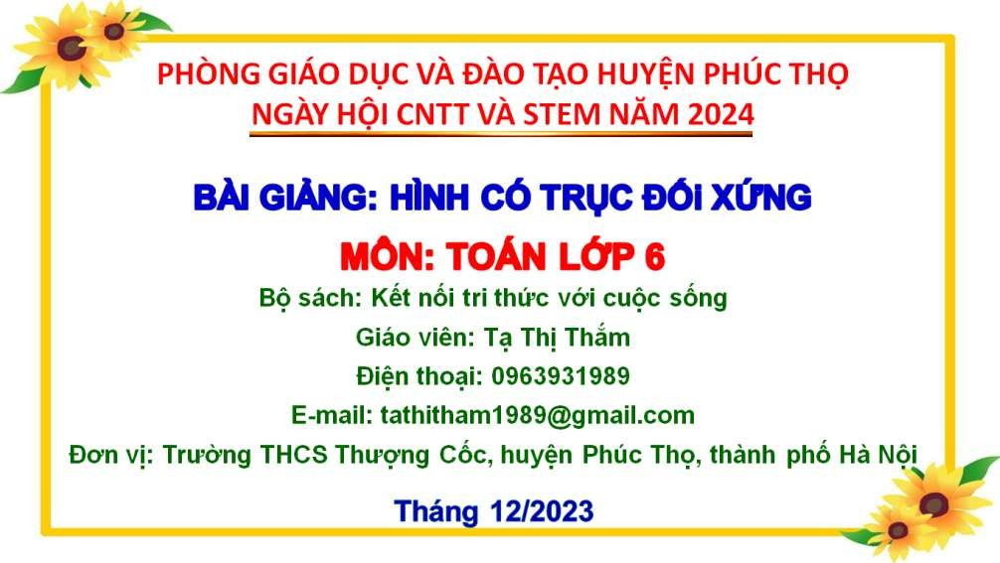 PHÒNG GIÁO DỤC VÀ ĐÀO TẠO HUYỆN PHÚC THỌ
NGÀY HỘI CNTT VÀ STEM NĂM 2024
BÀI GIẢNG: HÌNH CÓ TRỤC ĐỐi XỨNG
MÔN: TOÁN LỚP 6
Bộ sách: Kết nối tri thức với cuộc sống
Giáo viên: Tạ Thị Thắm
Điện thoại: 0963931989
E-mail: tathitham1989@gmail.com
Đơn vị: Trường THCS Thượng Cốc, huyện Phúc Thọ, thành phố Hà Nội
Tháng 12/2023